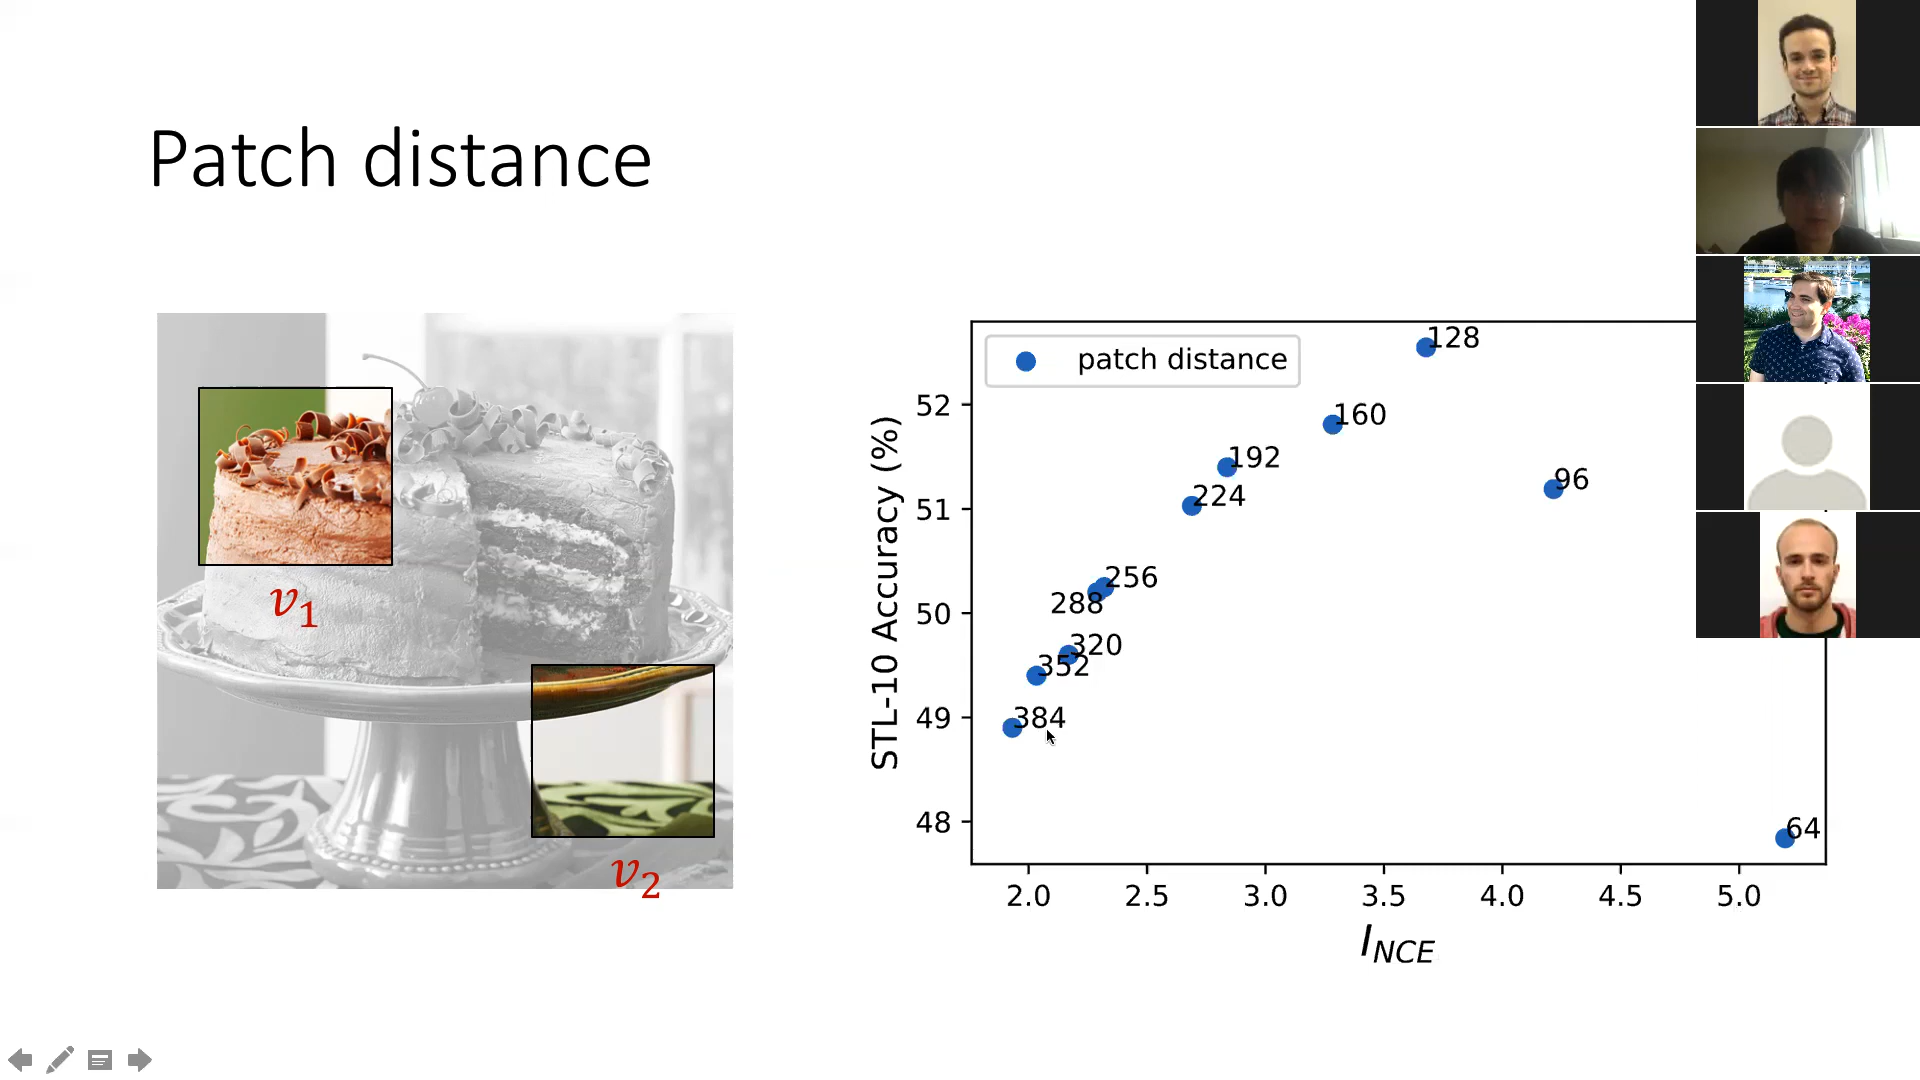 Patch distance
v1
v2
patch distance
128
160
192
224
96
256
288
320
352
384
64
52
51
50
49
48
STL-10 Accuracy (%)
2.0 2.5 3.0 3.5 4.0 4.5 5.0
I_NCE